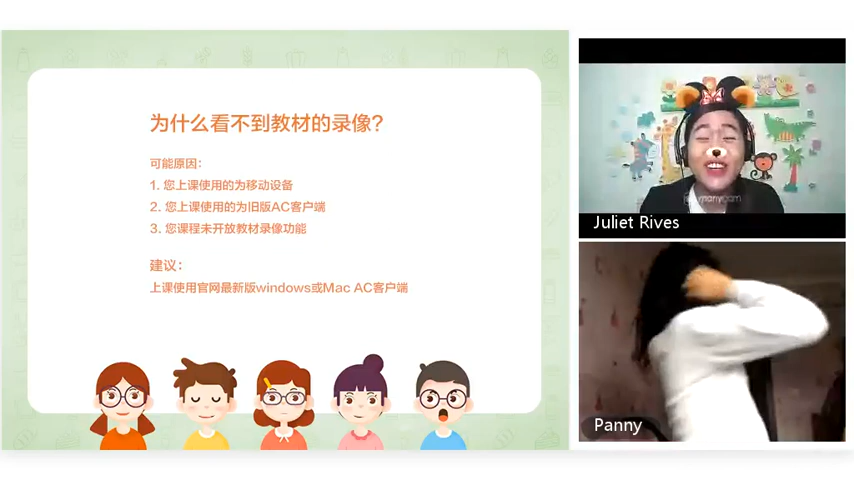 为什么看不到教材的录像?
可能原因:
1. 您上课使用的为移动设备
2. 您上课使用的为旧版AC客户端
3. 您课程未开放教材录像功能
建议:
上课使用官网最新版windows或Mac AC客户端
manycam
Juliet Rives
Panny